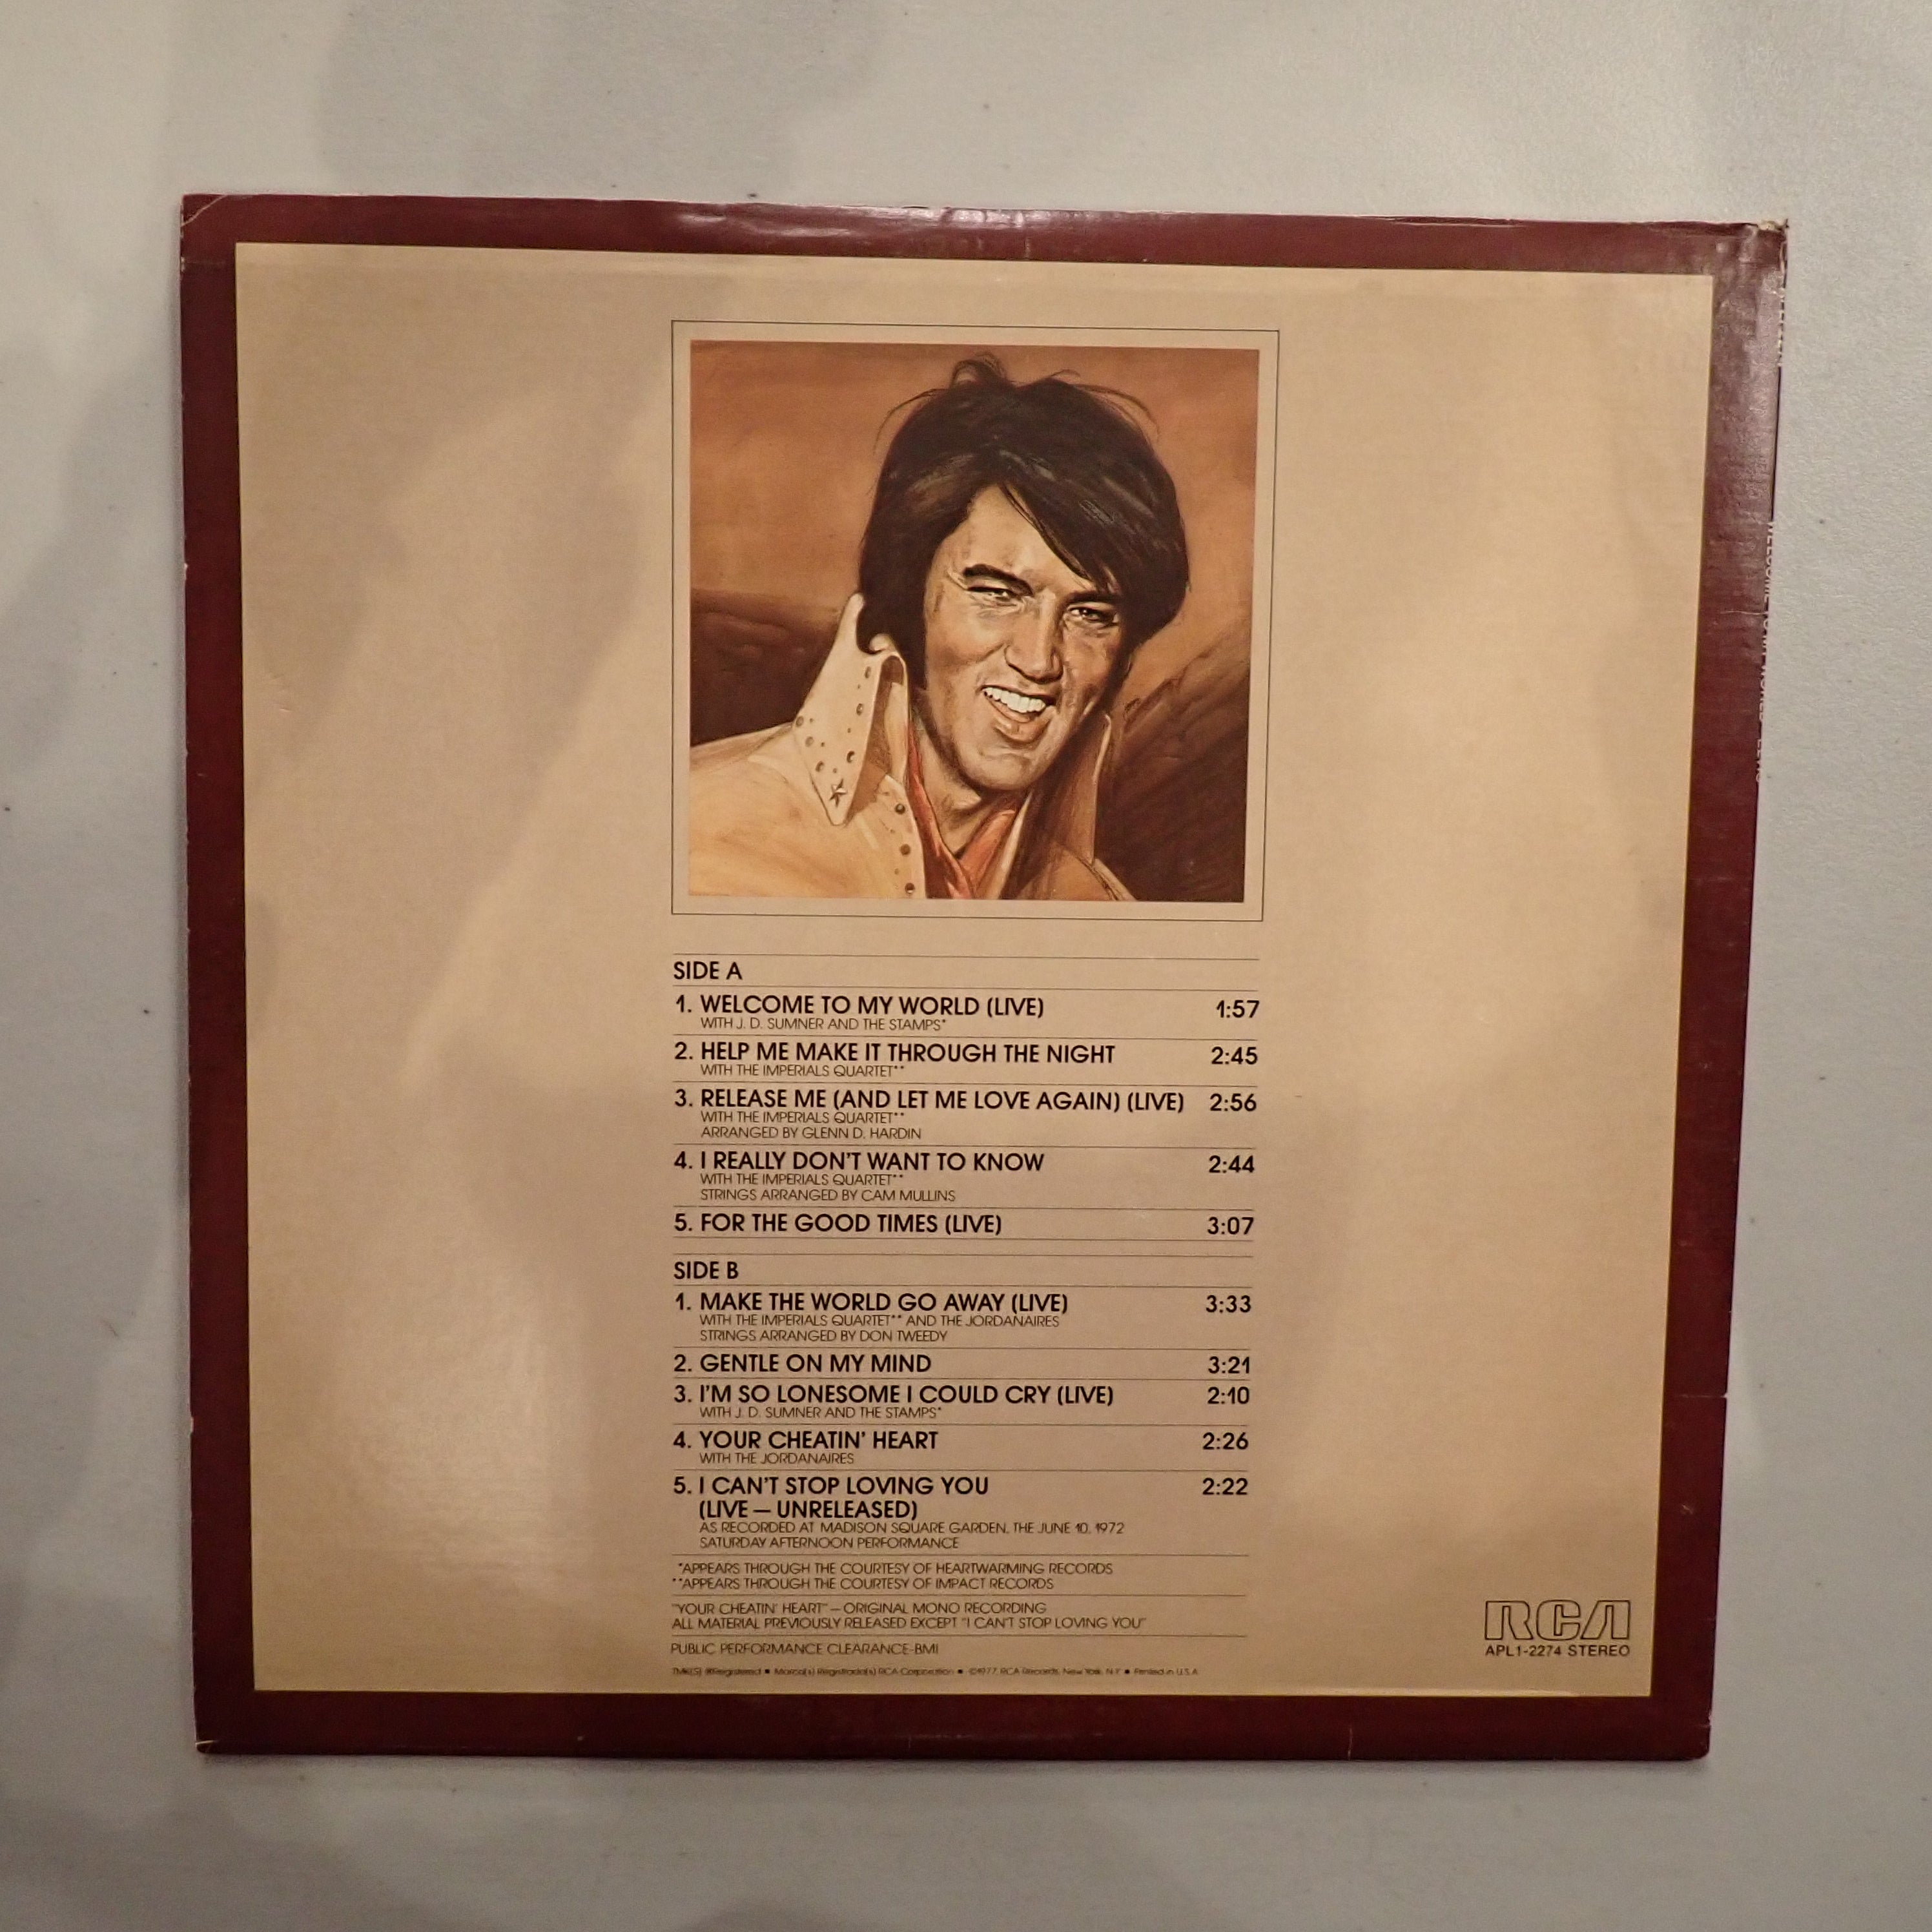 SIDE A
1. WELCOME TO MY WORLD (LIVE) 1:57
WITH J. D. SUMNER AND THE STAMPS*
2. HELP ME MAKE IT THROUGH THE NIGHT 2:45
WITH THE IMPERIALS QUARTET**
3. RELEASE ME (AND LET ME LOVE AGAIN) (LIVE) 2:56
WITH THE IMPERIALS QUARTET**
ARRANGED BY GLENN D. HARDIN
4. I REALLY DON'T WANT TO KNOW 2:44
WITH THE IMPERIALS QUARTET**
STRINGS ARRANGED BY CAM MULLINS
5. FOR THE GOOD TIMES (LIVE) 3:07
SIDE B
1. MAKE THE WORLD GO AWAY (LIVE) 3:33
WITH THE IMPERIALS QUARTET** AND THE JORDANAIRES
STRINGS ARRANGED BY DON TWEEDY
2. GENTLE ON MY MIND 3:21
3. I'M SO LONESOME I COULD CRY (LIVE) 2:10
WITH J. D. SUMNER AND THE STAMPS*
4. YOUR CHEATIN' HEART 2:26
WITH THE JORDANAIRES
5. I CAN'T STOP LOVING YOU 2:22
(LIVE — UNRELEASED)
AS RECORDED AT MADISON SQUARE GARDEN, THE JUNE 10, 1972
SATURDAY AFTERNOON PERFORMANCE
*APPEARS THROUGH THE COURTESY OF HEARTWARMING RECORDS
**APPEARS THROUGH THE COURTESY OF IMPACT RECORDS
"YOUR CHEATIN' HEART" — ORIGINAL MONO RECORDING
ALL MATERIAL PREVIOUSLY RELEASED EXCEPT "I CAN'T STOP LOVING YOU"
PUBLIC PERFORMANCE CLEARANCE-BMI
TMK(S) ®Registered • Marca(s) Registrada(s) RCA Corporation • ©1977, RCA Records, New York, N.Y. • Printed in U.S.A.
RCA
APL1-2274 STEREO